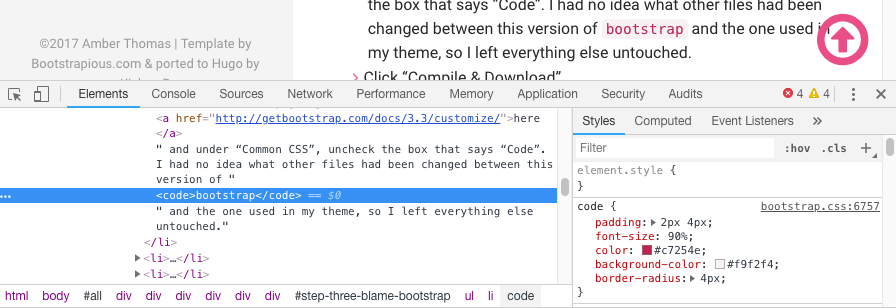 the box that says “Code”. I had no idea what other files had been
changed between this version of bootstrap and the one used in
my theme, so I left everything else untouched.
Click “Compile & Download”
©2017 Amber Thomas | Template by
Bootstrapious.com & ported to Hugo by
Elements Console Sources Network Performance Memory Application Security Audits 4 4
<a href="http://getbootstrap.com/docs/3.3/customize/">here
</a>
" and under “Common CSS”, uncheck the box that says “Code”.
I had no idea what other files had been changed between this
version of "
<code>bootstrap</code> == $0
" and the one used in my theme, so I left everything else
untouched."
</li>
<li>…</li>
<li>…</li>
html body #all div div div div div div div #step-three-blame-bootstrap ul li code
Styles Computed Event Listeners »
Filter :hov .cls +
element.style {
}
code { bootstrap.css:6757
padding: 2px 4px;
font-size: 90%;
color: #c7254e;
background-color: #f9f2f4;
border-radius: 4px;
}